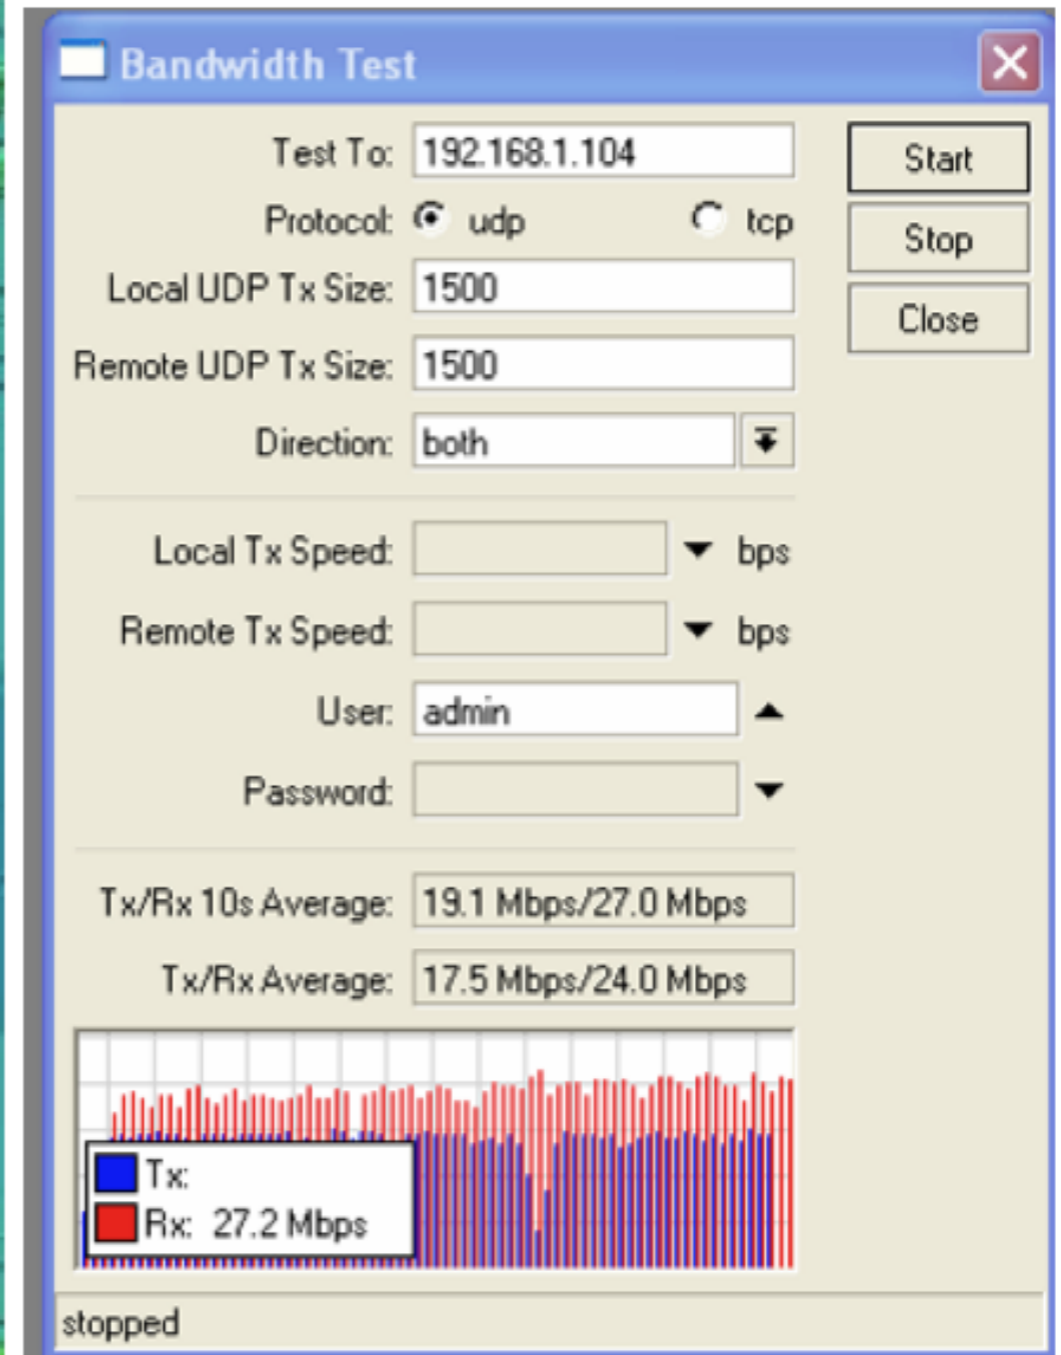 Bandwidth Test
Test To: 192.168.1.104
Start
Protocol: udp tcp
Stop
Local UDP Tx Size: 1500
Close
Remote UDP Tx Size: 1500
Direction: both
Local Tx Speed: bps
Remote Tx Speed: bps
User: admin
Password:
Tx/Rx 10s Average: 19.1 Mbps/27.0 Mbps
Tx/Rx Average: 17.5 Mbps/24.0 Mbps
Tx:
Rx: 27.2 Mbps
stopped